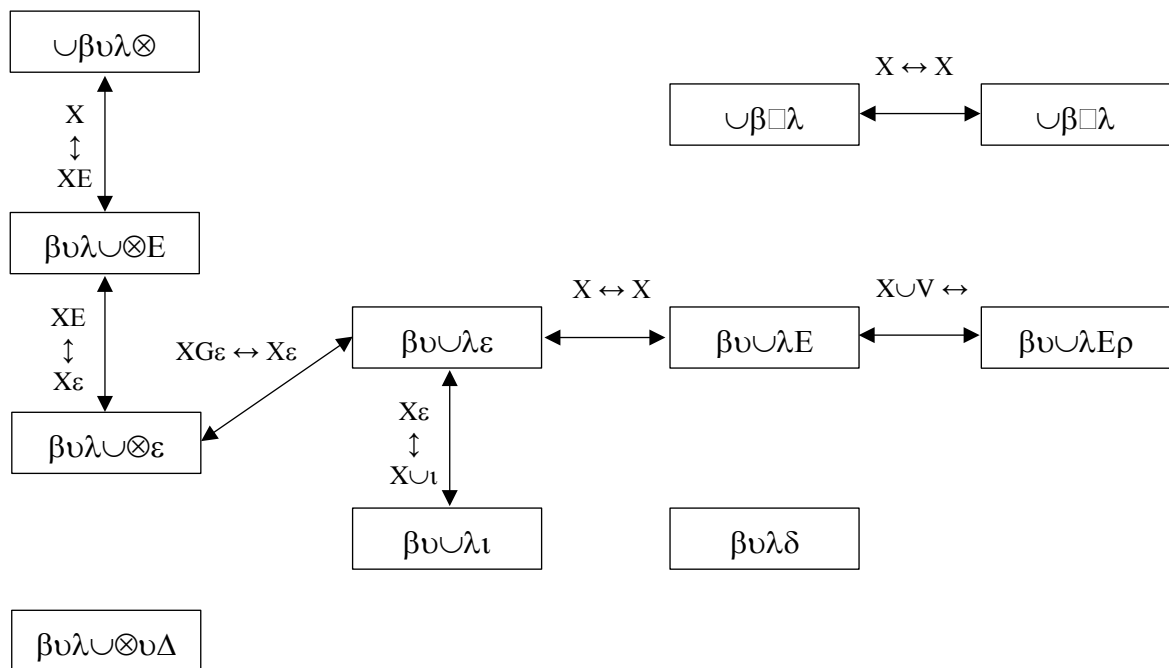 ∪βυλ⊗
X ↔ X
X
↕
XE
∪β□λ
∪β□λ
βυλ∪⊗E
XE
↕
Xε
X ↔ X
X∪V ↔
XGε ↔ Xε
βυ∪λε
βυ∪λE
βυ∪λEρ
Xε
↕
X∪ι
βυλ∪⊗ε
βυ∪λι
βυλδ
βυλ∪⊗υΔ